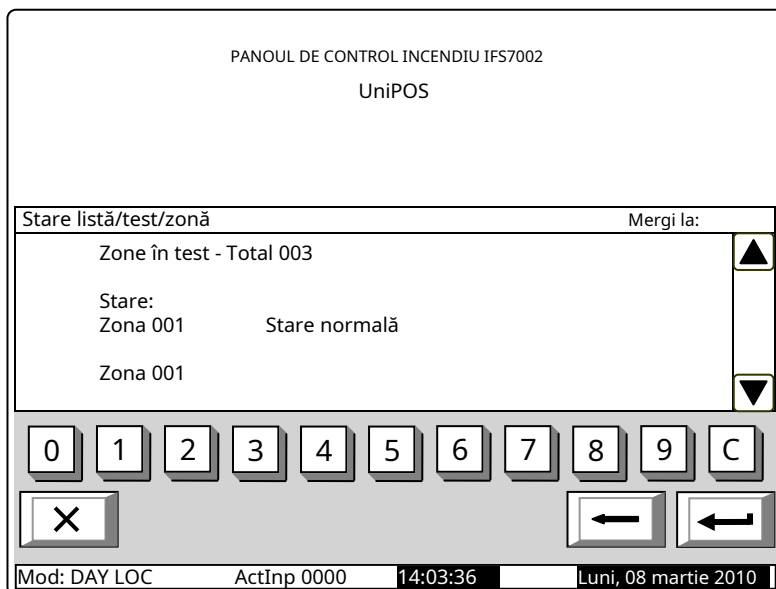 PANOUL DE CONTROL INCENDIU IFS7002
UniPOS
Stare listă/test/zonă Mergi la:
Zone în test - Total 003
Stare:
Zona 001 Stare normală
Zona 001
0 1 2 3 4 5 6 7 8 9 C
Mod: DAY LOC ActInp 0000 14:03:36 Luni, 08 martie 2010